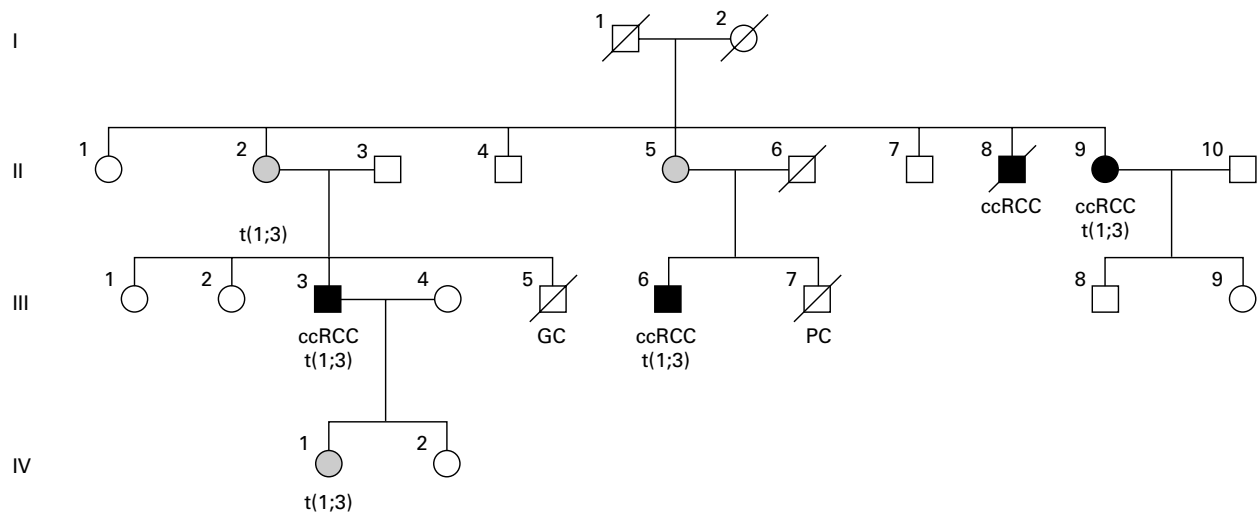 I
1 2
II
1 2 3 4 5 6 7 8 9 10
ccRCC ccRCC
t(1;3)
t(1;3)
III
1 2 3 4 5 6 7 8 9
ccRCC GC ccRCC PC
t(1;3) t(1;3)
IV
1 2
t(1;3)